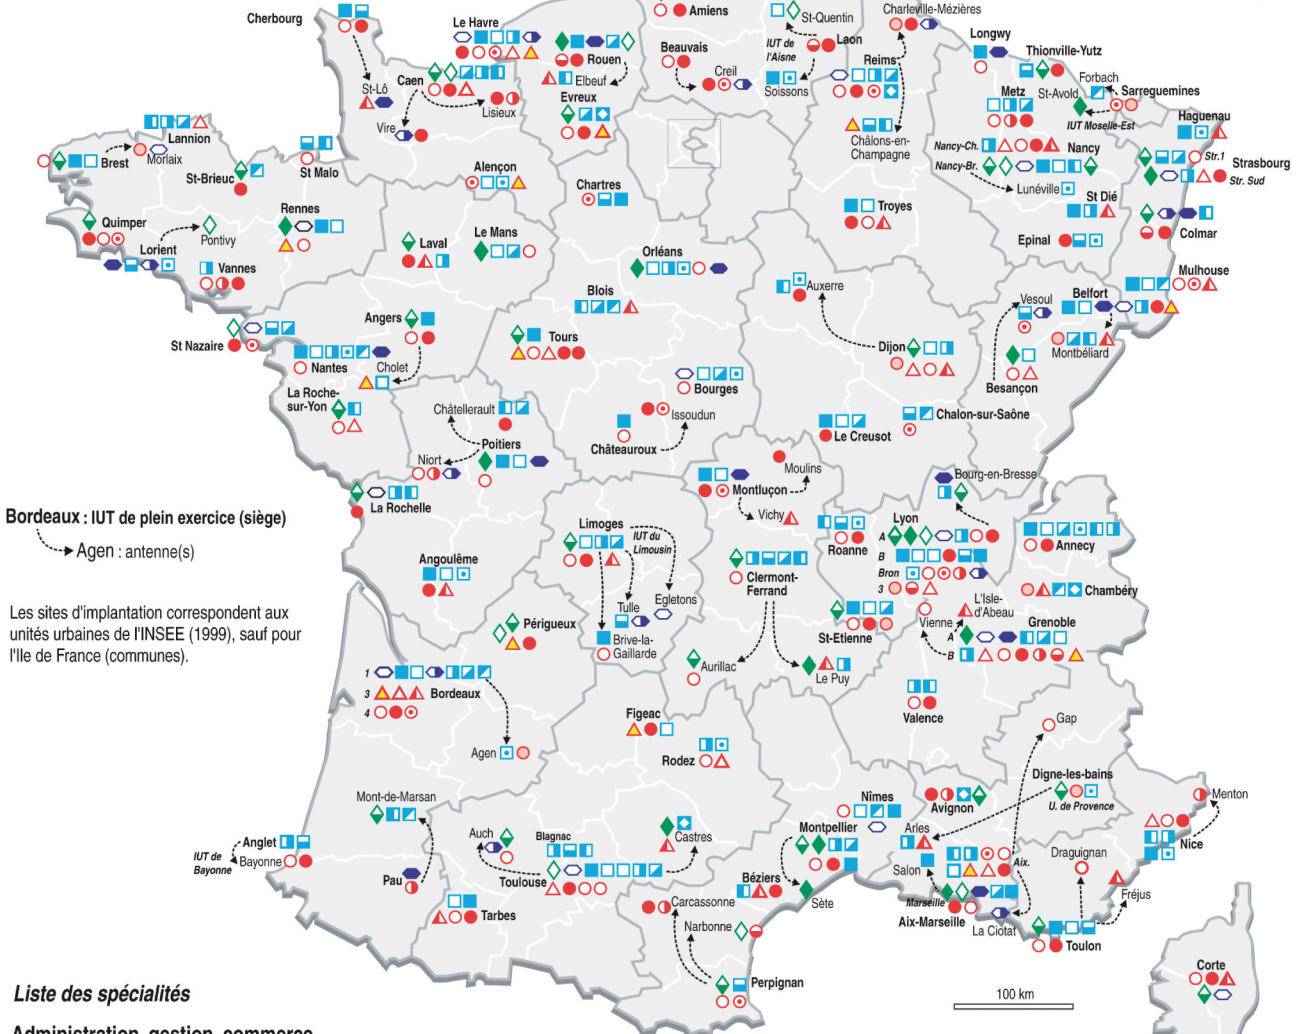 Cherbourg
Le Havre
Amiens
St-Quentin
Charleville-Mézières
Laon
IUT de
l'Aisne
Longwy
Thionville-Yutz
Beauvais
Rouen
Reims
Creil
Soissons
Forbach
Sarreguemines
St-Avold
Metz
IUT Moselle-Est
Caen
Elbeuf
St-Lô
Evreux
Lisieux
Vire
Haguenau
Châlons-en-
Champagne
Nancy-Ch.
Nancy
Nancy-Br.
Str.1
Strasbourg
Str. Sud
Lannion
Brest
Morlaix
St-Brieuc
St Malo
Alençon
Chartres
Lunéville
St Dié
Troyes
Quimper
Rennes
Pontivy
Lorient
Vannes
Laval
Le Mans
Orléans
Epinal
Colmar
Mulhouse
Auxerre
Vesoul
Belfort
Blois
Angers
St Nazaire
Tours
Nantes
Cholet
Dijon
Montbéliard
Besançon
La Roche-
sur-Yon
Bourges
Châtellerault
Issoudun
Châteauroux
Chalon-sur-Saône
Le Creusot
Poitiers
Niort
Moulins
Montluçon
Bourg-en-Bresse
Vichy
La Rochelle
Bordeaux : IUT de plein exercice (siège)
Agen : antenne(s)
Limoges
IUT du
Limousin
Roanne
Lyon
A
B
Bron
3
Annecy
Angoulême
Clermont-
Ferrand
Chambéry
Les sites d'implantation correspondent aux
unités urbaines de l'INSEE (1999), sauf pour
l'Ile de France (communes).
Périgueux
Tulle
Egletons
Brive-la-
Gaillarde
St-Etienne
Vienne
L'Isle-
d'Abeau
Grenoble
A
B
Aurillac
Le Puy
1
3
Bordeaux
4
Valence
Figeac
Rodez
Gap
Agen
Digne-les-bains
U. de Provence
Mont-de-Marsan
Nîmes
Avignon
Menton
Anglet
IUT de
Bayonne
Bayonne
Auch
Blagnac
Castres
Montpellier
Arles
Nice
Pau
Toulouse
Salon
Aix.
Draguignan
Béziers
Sète
Marseille
Fréjus
Tarbes
Carcassonne
Narbonne
Aix-Marseille
La Ciotat
Toulon
Perpignan
Corte
Liste des spécialités
100 km
Administration, gestion, commerce